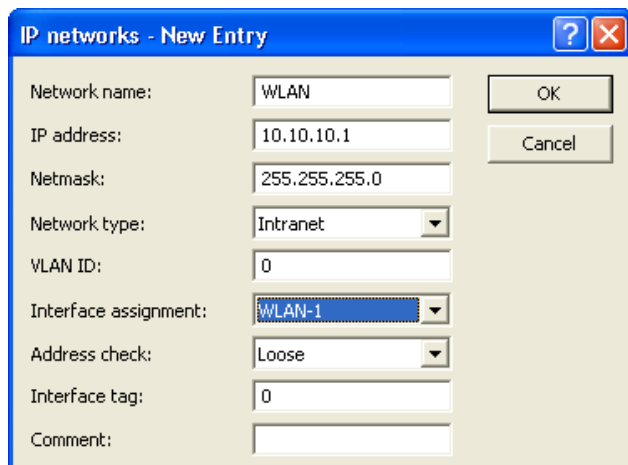 IP networks - New Entry
Network name: WLAN
OK
IP address: 10.10.10.1
Cancel
Netmask: 255.255.255.0
Network type: Intranet
VLAN ID: 0
Interface assignment: WLAN-1
Address check: Loose
Interface tag: 0
Comment: